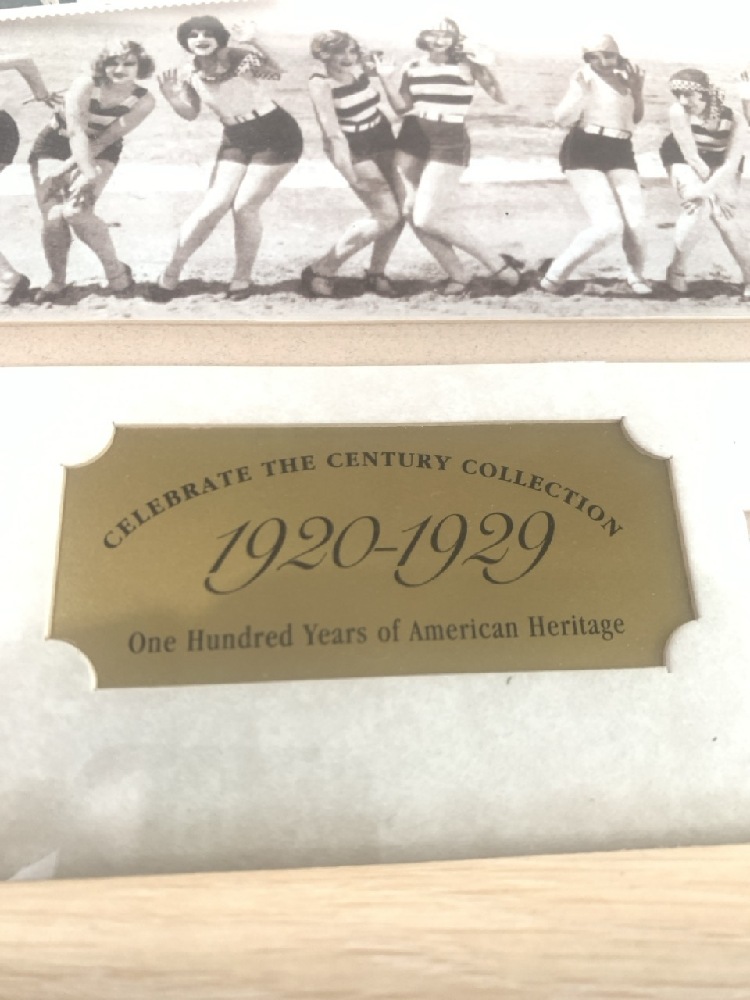 CELEBRATE THE CENTURY COLLECTION
1920-1929
One Hundred Years of American Heritage